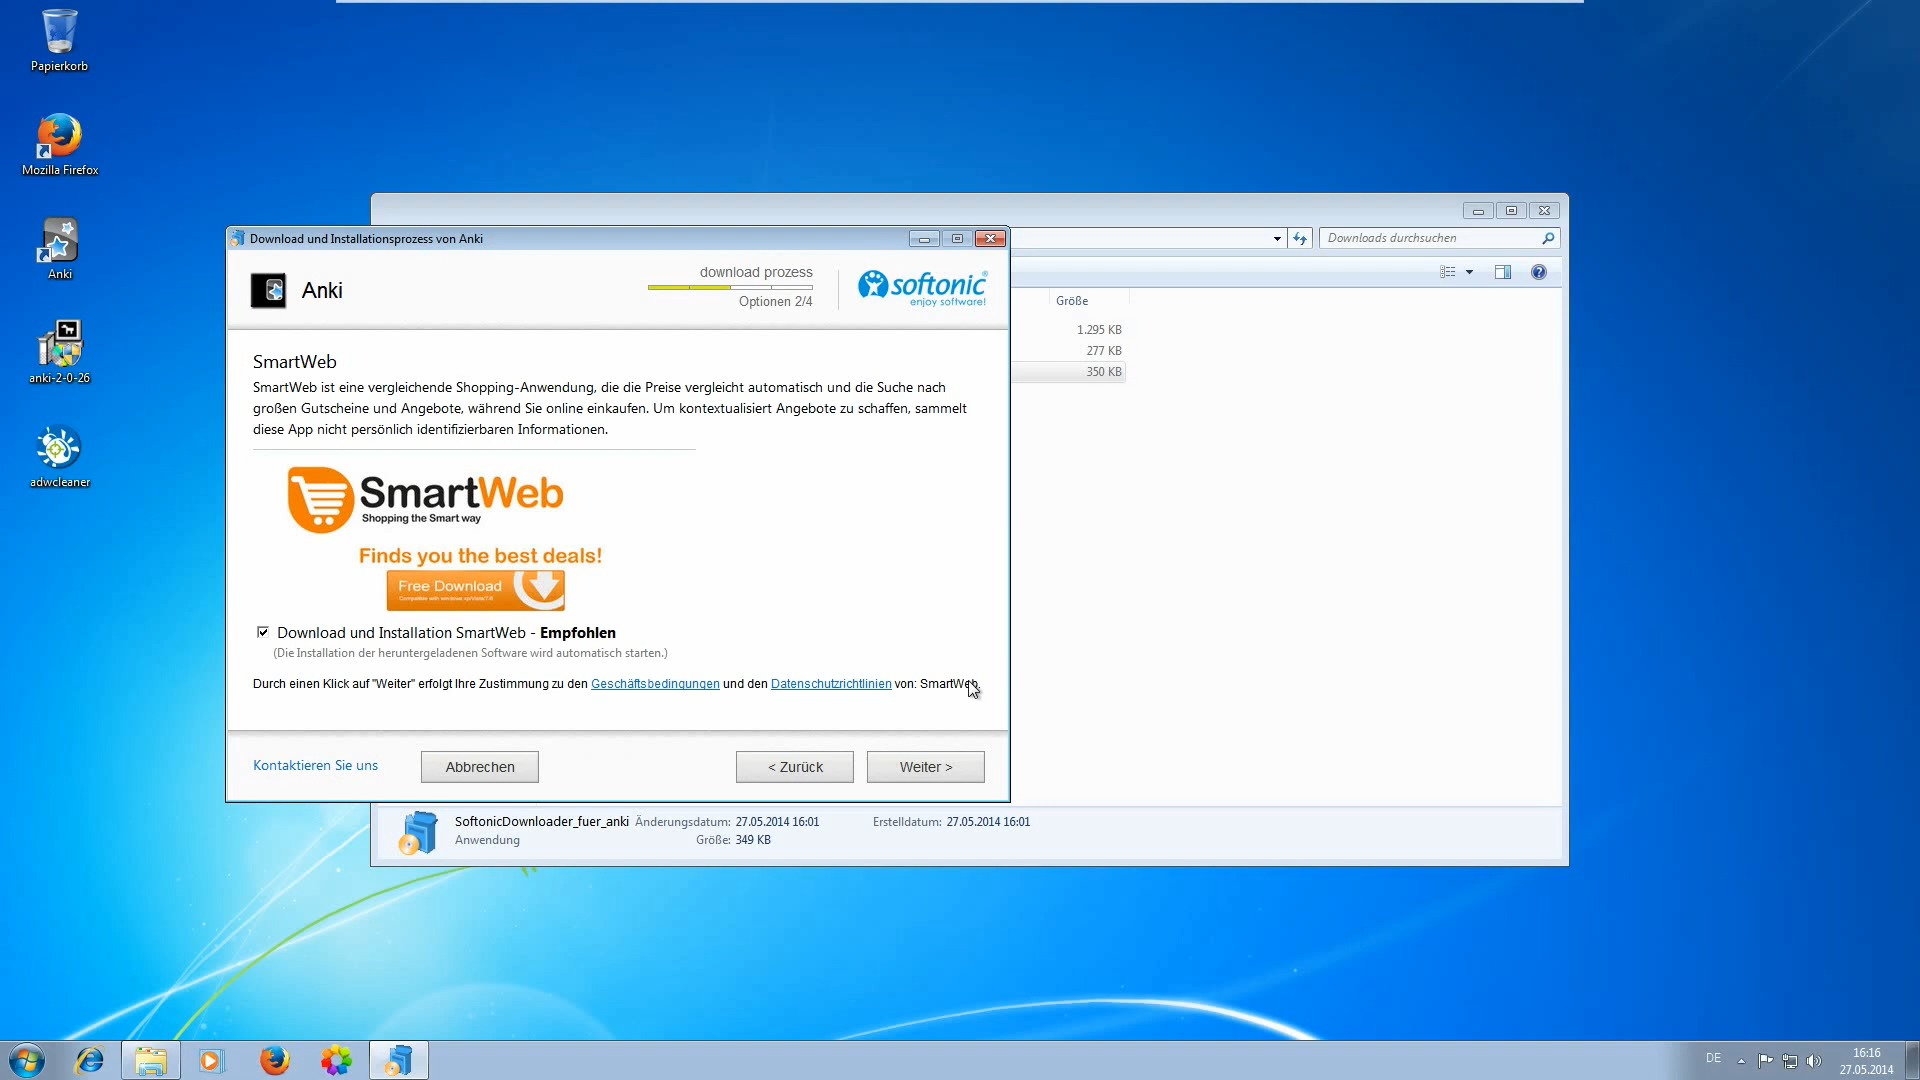 Papierkorb
Mozilla Firefox
Anki
anki-2-0-26
adwcleaner
Downloads durchsuchen
Größe
1.295 KB
277 KB
350 KB
Download und Installationsprozess von Anki
Anki
download prozess
Optionen 2/4
softonic
enjoy software!
SmartWeb
SmartWeb ist eine vergleichende Shopping-Anwendung, die die Preise vergleicht automatisch und die Suche nach
großen Gutscheine und Angebote, während Sie online einkaufen. Um kontextualisiert Angebote zu schaffen, sammelt
diese App nicht persönlich identifizierbaren Informationen.
SmartWeb
Shopping the Smart way
Finds you the best deals!
Free Download
Download und Installation SmartWeb - Empfohlen
(Die Installation der heruntergeladenen Software wird automatisch starten.)
Durch einen Klick auf "Weiter" erfolgt Ihre Zustimmung zu den Geschäftsbedingungen und den Datenschutzrichtlinien von: SmartWeb.
Kontaktieren Sie uns
Abbrechen
< Zurück
Weiter >
SoftonicDownloader_fuer_anki Änderungsdatum: 27.05.2014 16:01 Erstelldatum: 27.05.2014 16:01
Anwendung Größe: 349 KB
DE
16:16
27.05.2014